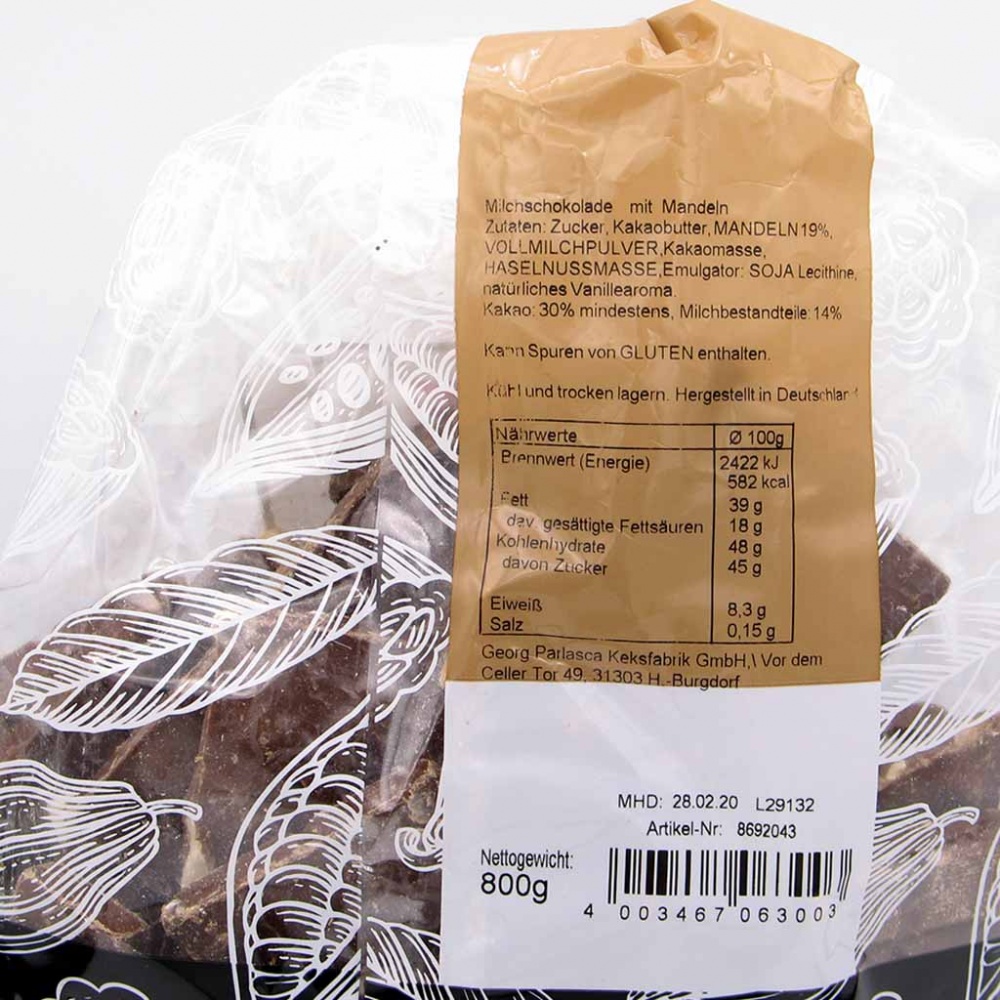 Milchschokolade mit Mandeln
Zutaten: Zucker, Kakaobutter, MANDELN 19%,
VOLLMILCHPULVER, Kakaomasse,
HASELNUSSMASSE, Emulgator: SOJA Lecithine,
natürliches Vanillearoma.
Kakao: 30% mindestens, Milchbestandteile: 14%
Kann Spuren von GLUTEN enthalten.
Kühl und trocken lagern. Hergestellt in Deutschland
Nährwerte Ø 100g
Brennwert (Energie) 2422 kJ
582 kcal
Fett 39 g
dav. gesättigte Fettsäuren 18 g
Kohlenhydrate 48 g
davon Zucker 45 g
Eiweiß 8,3 g
Salz 0,15 g
Georg Parlasca Keksfabrik GmbH,\ Vor dem
Celler Tor 49, 31303 H.-Burgdorf
MHD: 28.02.20 L29132
Artikel-Nr: 8692043
Nettogewicht:
800g
4 003467 063003